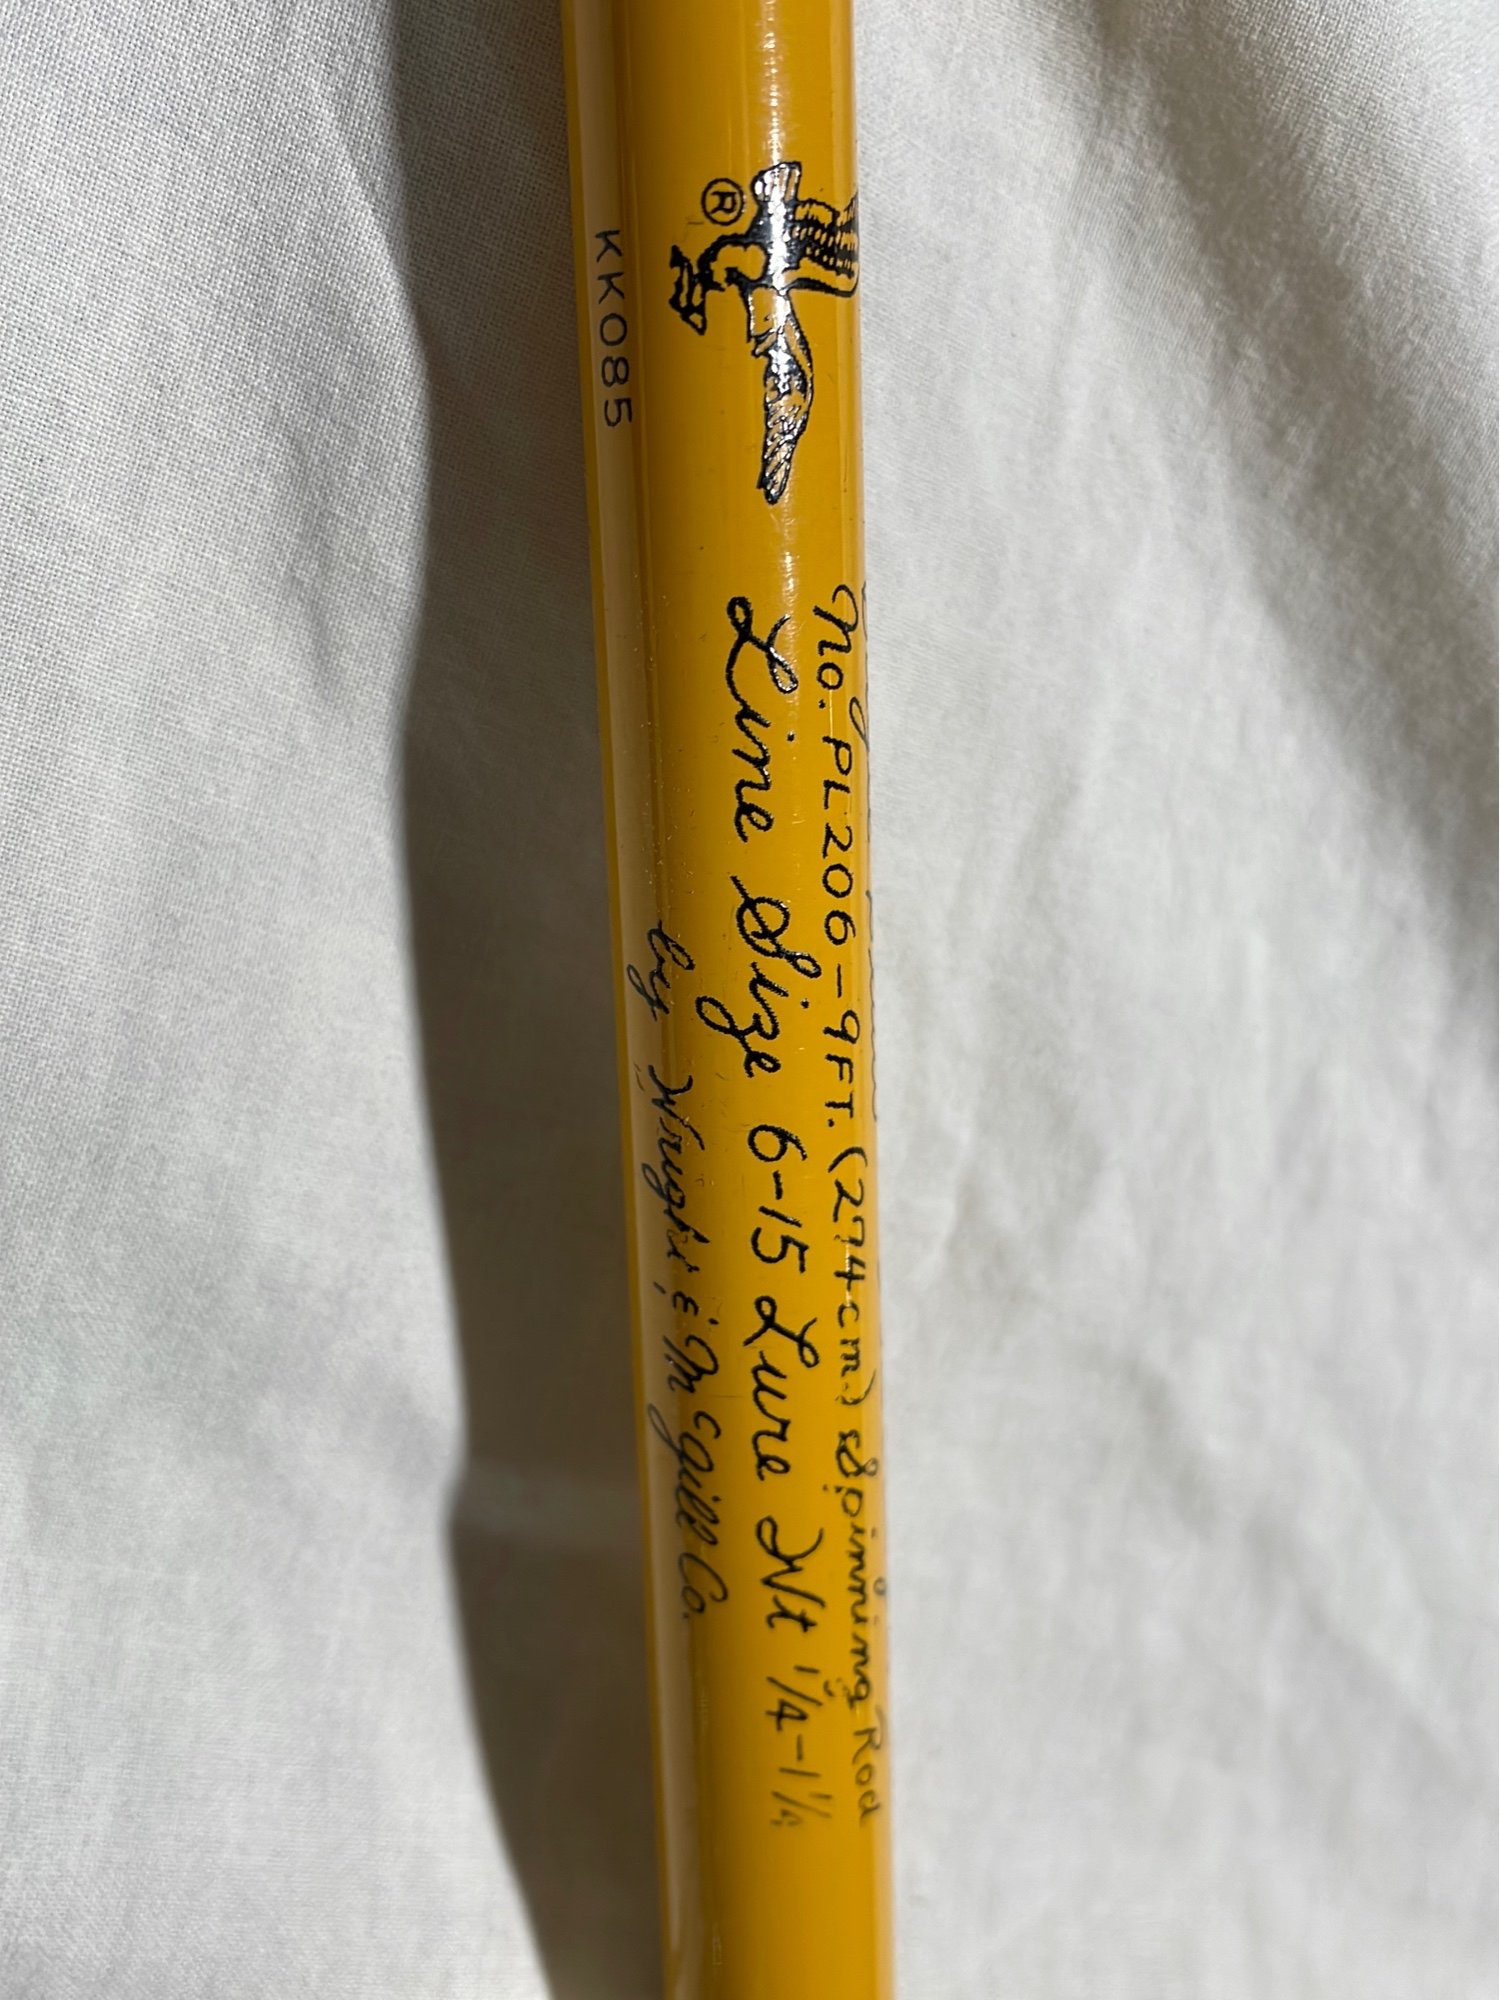 ®
No. PL206-9FT. (274cm.) Spinning Rod
Line Size 6-15 Lure Wt 1/4-1 1/4
by Wright & McGill Co.
KK085